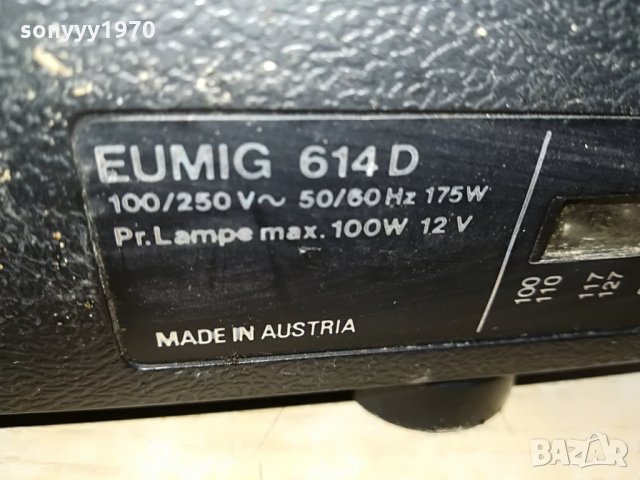 sonyyy1970
EUMIG 614 D
100/250 V~ 50/60 Hz 175W
Pr. Lampe max. 100W 12 V
MADE IN AUSTRIA
100
110
117
127
BAZAR